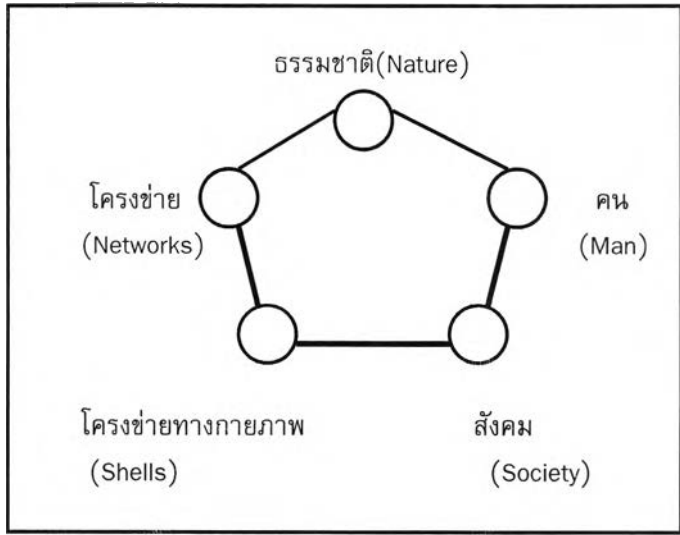 ธรรมชาติ(Nature)
โครงข่าย
(Networks)
คน
(Man)
โครงข่ายทางกายภาพ
(Shells)
สังคม
(Society)